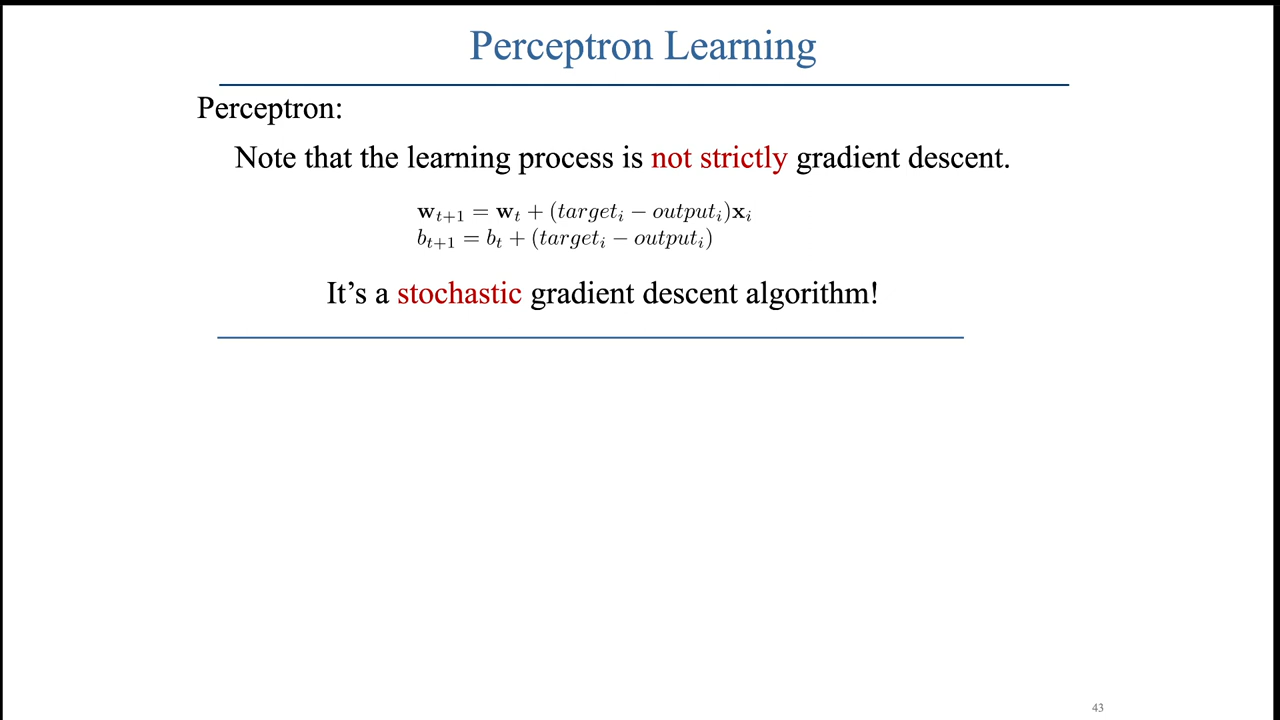 Perceptron Learning
Perceptron:
Note that the learning process is not strictly gradient descent.
w_{t+1} = w_t + (target_i − output_i)x_i
b_{t+1} = b_t + (target_i − output_i)
It’s a stochastic gradient descent algorithm!
43